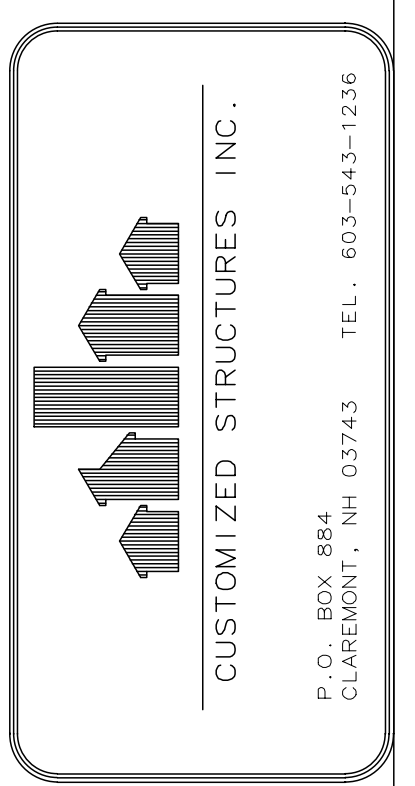 CUSTOMIZED STRUCTURES INC.
P.O. BOX 884
CLAREMONT, NH 03743 TEL. 603-543-1236